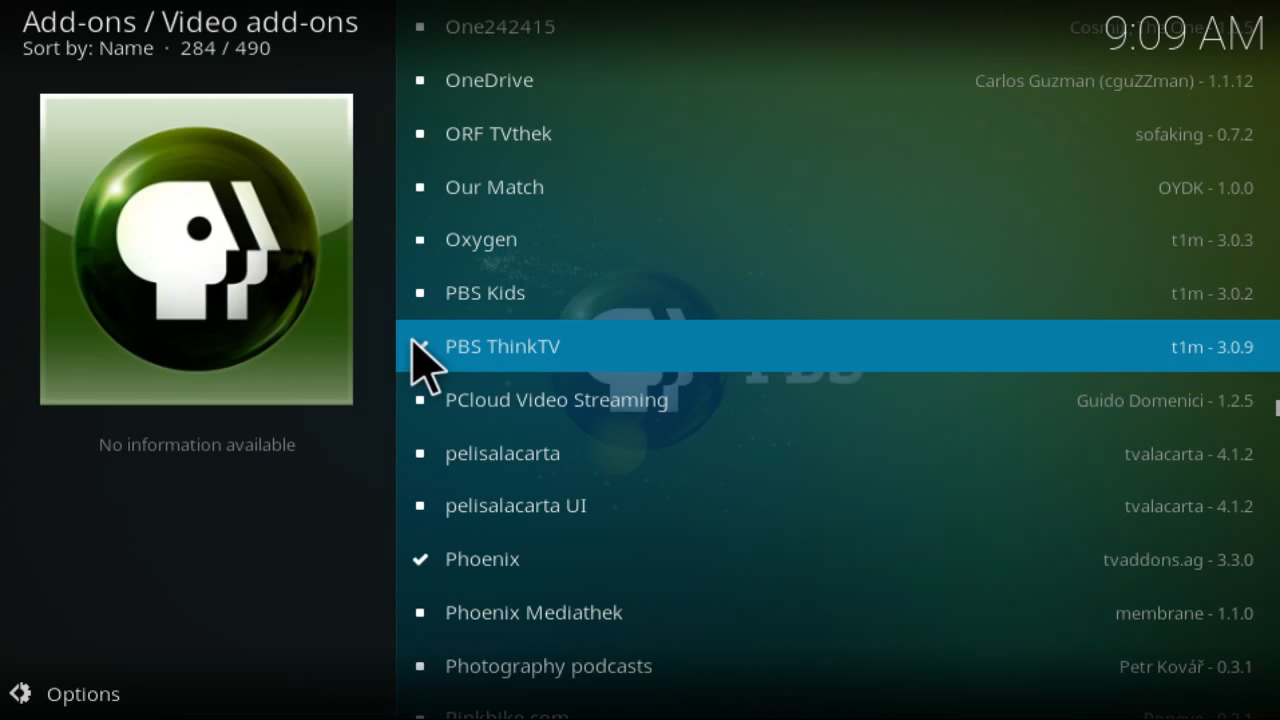 Add-ons / Video add-ons
Sort by: Name · 284 / 490
9:09 AM
One242415
OneDrive Carlos Guzman (cguZZman) - 1.1.12
ORF TVthek sofaking - 0.7.2
Our Match OYDK - 1.0.0
Oxygen t1m - 3.0.3
PBS Kids t1m - 3.0.2
PBS ThinkTV t1m - 3.0.9
PBS
PCloud Video Streaming Guido Domenici - 1.2.5
pelisalacarta tvalacarta - 4.1.2
pelisalacarta UI tvalacarta - 4.1.2
Phoenix tvaddons.ag - 3.3.0
Phoenix Mediathek membrane - 1.1.0
Photography podcasts Petr Kovář - 0.3.1
Pinkbike.com
No information available
Options